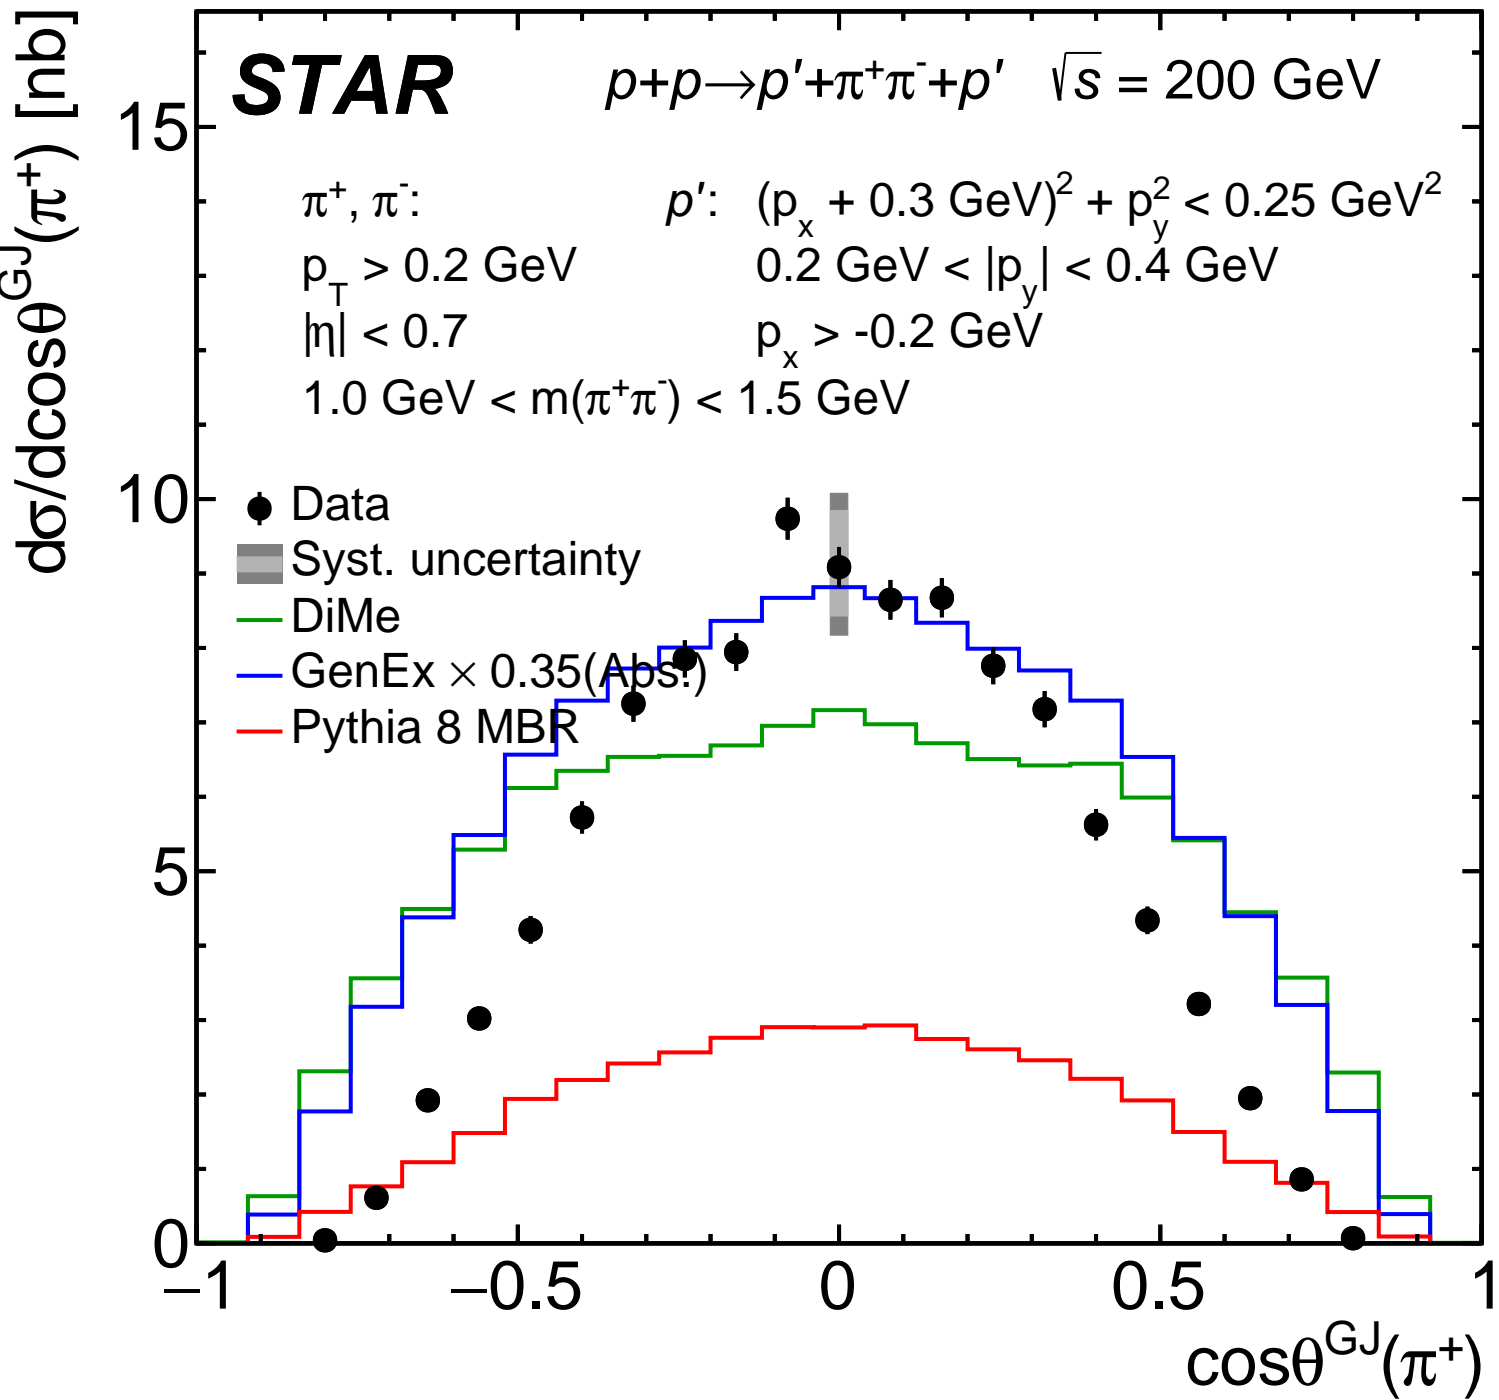 dσ/dcosθ^GJ(π⁺) [nb]
STAR p+p→p′+π⁺π⁻+p′ √s = 200 GeV
π⁺, π⁻: p′: (p_x + 0.3 GeV)² + p_y² < 0.25 GeV²
p_T > 0.2 GeV 0.2 GeV < |p_y| < 0.4 GeV
|η| < 0.7 p_x > -0.2 GeV
1.0 GeV < m(π⁺π⁻) < 1.5 GeV
Data
Syst. uncertainty
DiMe
GenEx × 0.35(Abs.)
Pythia 8 MBR
15
10
5
0
−1 −0.5 0 0.5 1
cosθ^GJ(π⁺)